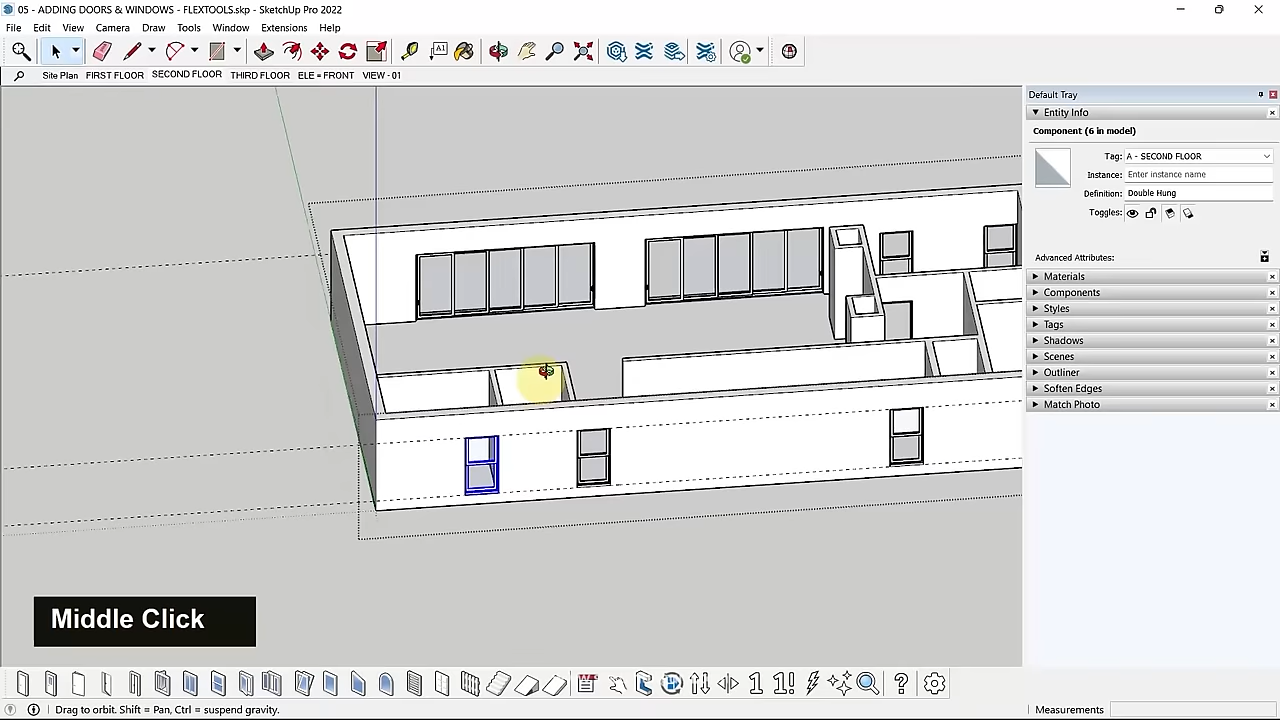 05 - ADDING DOORS & WINDOWS - FLEXTOOLS.skp - SketchUp Pro 2022
File Edit View Camera Draw Tools Window Extensions Help
A1
Site Plan FIRST FLOOR SECOND FLOOR THIRD FLOOR ELE = FRONT VIEW - 01
Default Tray
Entity Info
Component (6 in model)
Tag: A - SECOND FLOOR
Instance: Enter instance name
Definition: Double Hung
Toggles:
Advanced Attributes:
Materials
Components
Styles
Tags
Shadows
Scenes
Outliner
Soften Edges
Match Photo
Middle Click
1 1! ?
Drag to orbit. Shift = Pan, Ctrl = suspend gravity.
Measurements